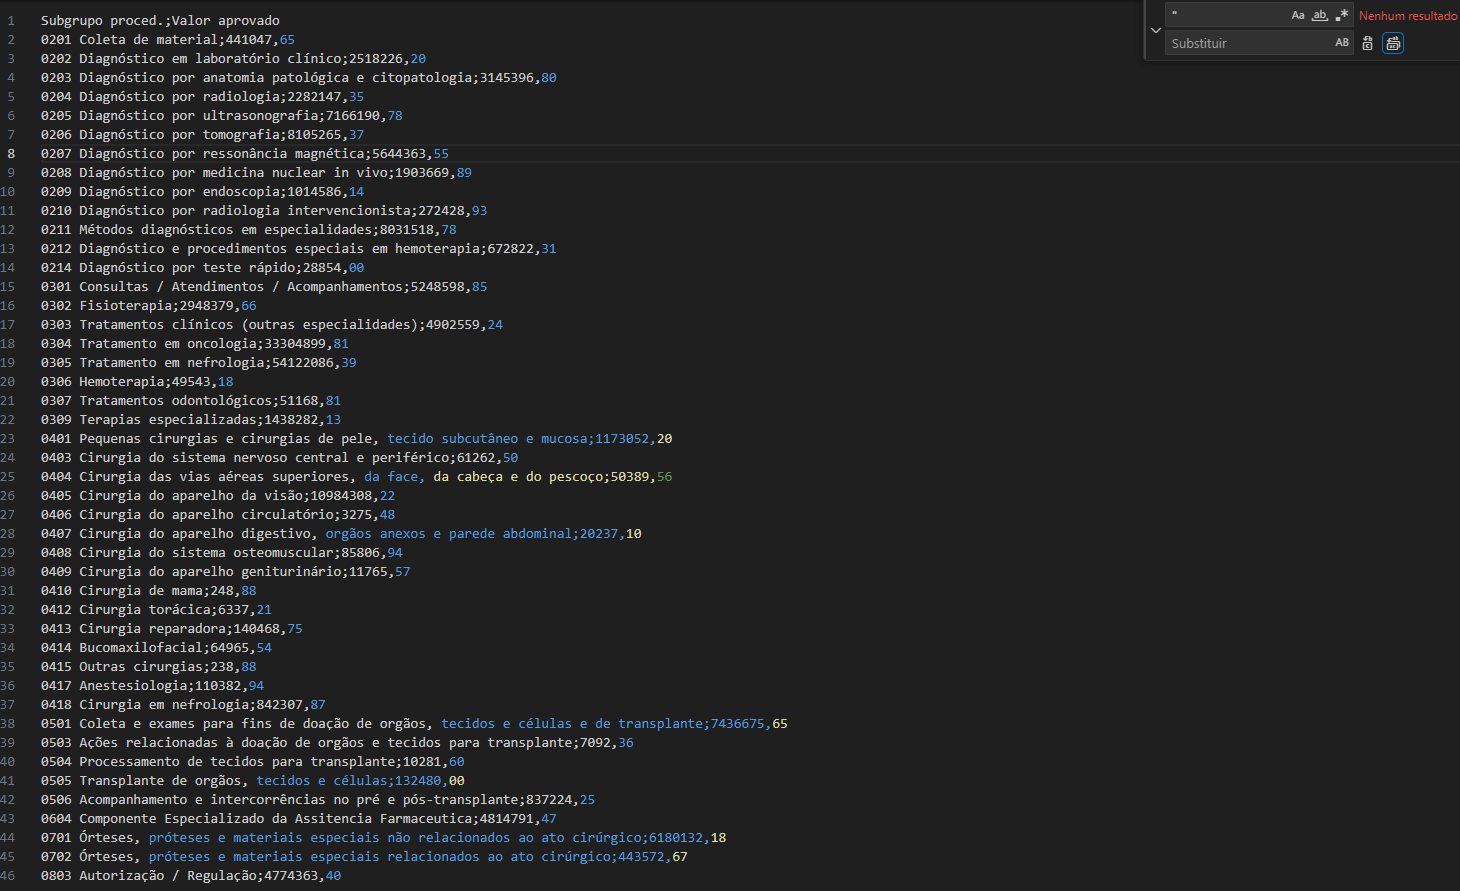 1 Subgrupo proced.;Valor aprovado
2 0201 Coleta de material;441047,65
3 0202 Diagnóstico em laboratório clínico;2518226,20
4 0203 Diagnóstico por anatomia patológica e citopatologia;3145396,80
5 0204 Diagnóstico por radiologia;2282147,35
6 0205 Diagnóstico por ultrasonografia;7166190,78
7 0206 Diagnóstico por tomografia;8105265,37
8 0207 Diagnóstico por ressonância magnética;5644363,55
9 0208 Diagnóstico por medicina nuclear in vivo;1903669,89
10 0209 Diagnóstico por endoscopia;1014586,14
11 0210 Diagnóstico por radiologia intervencionista;272428,93
12 0211 Métodos diagnósticos em especialidades;8031518,78
13 0212 Diagnóstico e procedimentos especiais em hemoterapia;672822,31
14 0214 Diagnóstico por teste rápido;28854,00
15 0301 Consultas / Atendimentos / Acompanhamentos;5248598,85
16 0302 Fisioterapia;2948379,66
17 0303 Tratamentos clínicos (outras especialidades);4902559,24
18 0304 Tratamento em oncologia;33304899,81
19 0305 Tratamento em nefrologia;54122086,39
20 0306 Hemoterapia;49543,18
21 0307 Tratamentos odontológicos;51168,81
22 0309 Terapias especializadas;1438282,13
23 0401 Pequenas cirurgias e cirurgias de pele, tecido subcutâneo e mucosa;1173052,20
24 0403 Cirurgia do sistema nervoso central e periférico;61262,50
25 0404 Cirurgia das vias aéreas superiores, da face, da cabeça e do pescoço;50389,56
26 0405 Cirurgia do aparelho da visão;10984308,22
27 0406 Cirurgia do aparelho circulatório;3275,48
28 0407 Cirurgia do aparelho digestivo, orgãos anexos e parede abdominal;20237,10
29 0408 Cirurgia do sistema osteomuscular;85806,94
30 0409 Cirurgia do aparelho geniturinário;11765,57
31 0410 Cirurgia de mama;248,88
32 0412 Cirurgia torácica;6337,21
33 0413 Cirurgia reparadora;140468,75
34 0414 Bucomaxilofacial;64965,54
35 0415 Outras cirurgias;238,88
36 0417 Anestesiologia;110382,94
37 0418 Cirurgia em nefrologia;842307,87
38 0501 Coleta e exames para fins de doação de orgãos, tecidos e células e de transplante;7436675,65
39 0503 Ações relacionadas à doação de orgãos e tecidos para transplante;7092,36
40 0504 Processamento de tecidos para transplante;10281,60
41 0505 Transplante de orgãos, tecidos e células;132480,00
42 0506 Acompanhamento e intercorrências no pré e pós-transplante;837224,25
43 0604 Componente Especializado da Assitencia Farmaceutica;4814791,47
44 0701 Órteses, próteses e materiais especiais não relacionados ao ato cirúrgico;6180132,18
45 0702 Órteses, próteses e materiais especiais relacionados ao ato cirúrgico;443572,67
46 0803 Autorização / Regulação;4774363,40
" Aa ab .* Nenhum resultado
Substituir AB